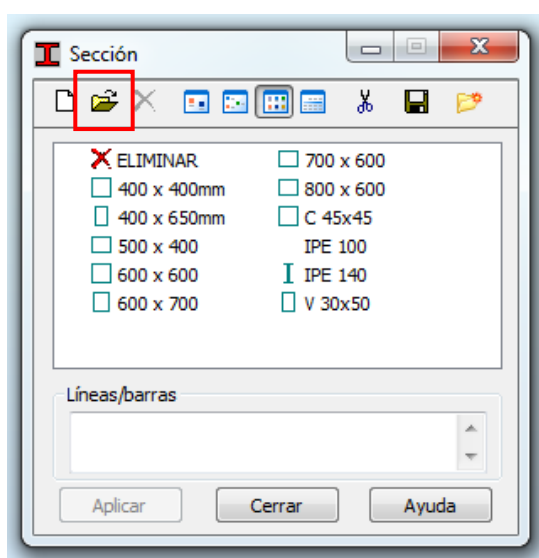 Sección
ELIMINAR
400 x 400mm
400 x 650mm
500 x 400
600 x 600
600 x 700
700 x 600
800 x 600
C 45x45
IPE 100
IPE 140
V 30x50
Líneas/barras
Aplicar
Cerrar
Ayuda